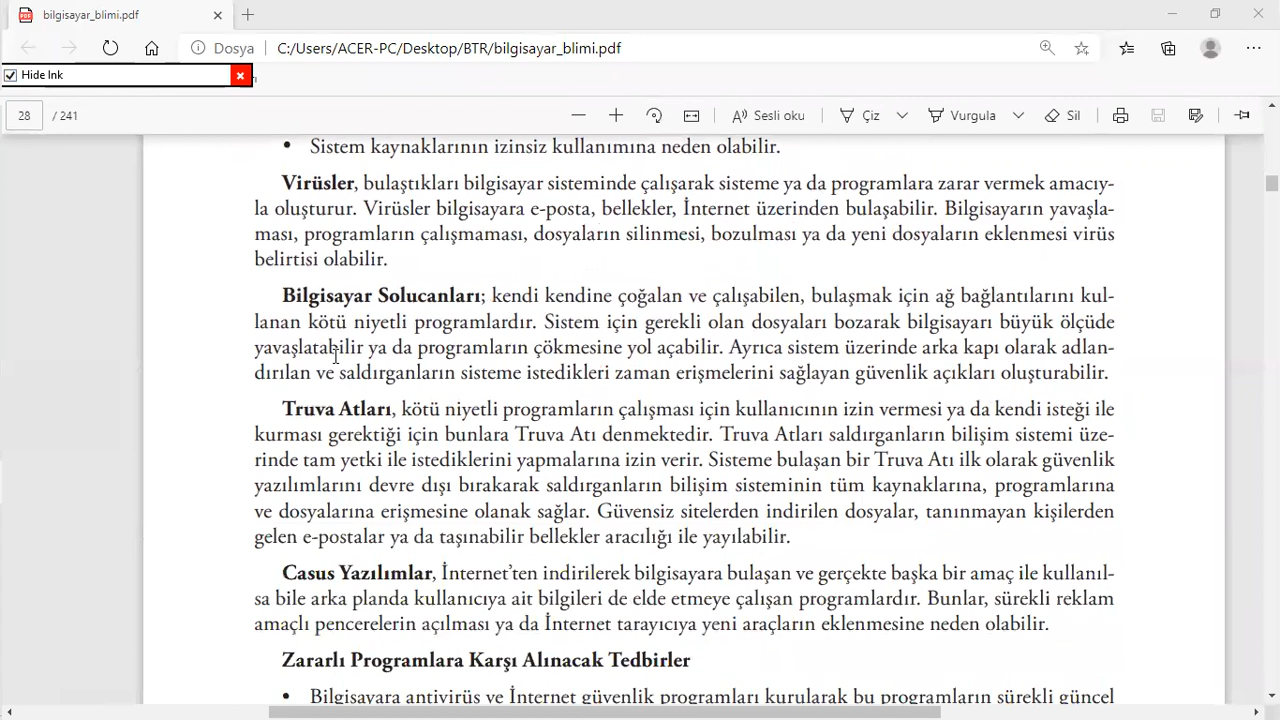 bilgisayar_blimi.pdf
Dosya C:/Users/ACER-PC/Desktop/BTR/bilgisayar_blimi.pdf
Hide Ink
28 / 241 Sesli oku Çiz Vurgula Sil
• Sistem kaynaklarının izinsiz kullanımına neden olabilir.
Virüsler, bulaştıkları bilgisayar sisteminde çalışarak sisteme ya da programlara zarar vermek amacıy-
la oluşturur. Virüsler bilgisayara e-posta, bellekler, İnternet üzerinden bulaşabilir. Bilgisayarın yavaşla-
ması, programların çalışmaması, dosyaların silinmesi, bozulması ya da yeni dosyaların eklenmesi virüs
belirtisi olabilir.
Bilgisayar Solucanları; kendi kendine çoğalan ve çalışabilen, bulaşmak için ağ bağlantılarını kul-
lanan kötü niyetli programlardır. Sistem için gerekli olan dosyaları bozarak bilgisayarı büyük ölçüde
yavaşlatabilir ya da programların çökmesine yol açabilir. Ayrıca sistem üzerinde arka kapı olarak adlan-
dırılan ve saldırganların sisteme istedikleri zaman erişmelerini sağlayan güvenlik açıkları oluşturabilir.
Truva Atları, kötü niyetli programların çalışması için kullanıcının izin vermesi ya da kendi isteği ile
kurması gerektiği için bunlara Truva Atı denmektedir. Truva Atları saldırganların bilişim sistemi üze-
rinde tam yetki ile istediklerini yapmalarına izin verir. Sisteme bulaşan bir Truva Atı ilk olarak güvenlik
yazılımlarını devre dışı bırakarak saldırganların bilişim sisteminin tüm kaynaklarına, programlarına
ve dosyalarına erişmesine olanak sağlar. Güvensiz sitelerden indirilen dosyalar, tanınmayan kişilerden
gelen e-postalar ya da taşınabilir bellekler aracılığı ile yayılabilir.
Casus Yazılımlar, İnternet’ten indirilerek bilgisayara bulaşan ve gerçekte başka bir amaç ile kullanıl-
sa bile arka planda kullanıcıya ait bilgileri de elde etmeye çalışan programlardır. Bunlar, sürekli reklam
amaçlı pencerelerin açılması ya da İnternet tarayıcıya yeni araçların eklenmesine neden olabilir.
Zararlı Programlara Karşı Alınacak Tedbirler
• Bilgisayara antivirüs ve İnternet güvenlik programları kurularak bu programların sürekli güncel